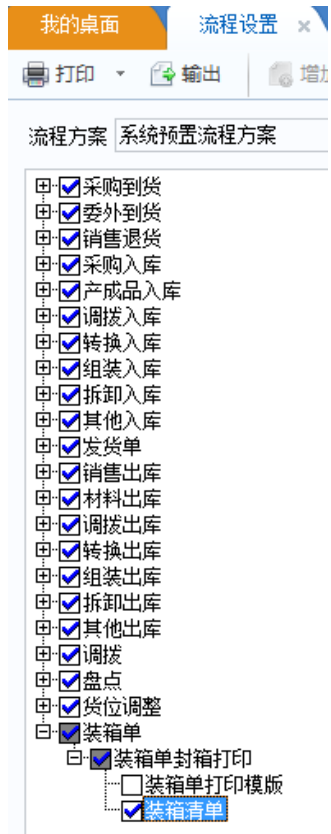 我的桌面 流程设置
打印 输出 增加
流程方案 系统预置流程方案
采购到货
委外到货
销售退货
采购入库
产成品入库
调拨入库
转换入库
组装入库
拆卸入库
其他入库
发货单
销售出库
材料出库
调拨出库
转换出库
组装出库
拆卸出库
其他出库
调拨
盘点
货位调整
装箱单
装箱单封箱打印
装箱单打印模版
装箱清单